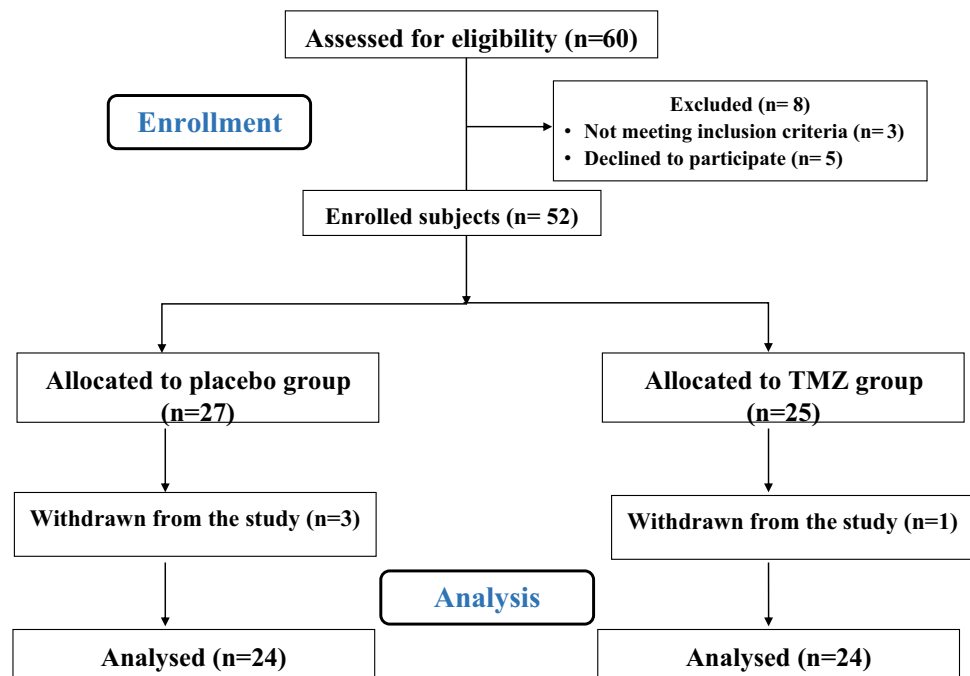 Assessed for eligibility (n=60)
Enrollment
Excluded (n= 8)
• Not meeting inclusion criteria (n= 3)
• Declined to participate (n= 5)
Enrolled subjects (n= 52)
Allocated to placebo group
(n=27)
Allocated to TMZ group
(n=25)
Withdrawn from the study (n=3)
Withdrawn from the study (n=1)
Analysis
Analysed (n=24)
Analysed (n=24)